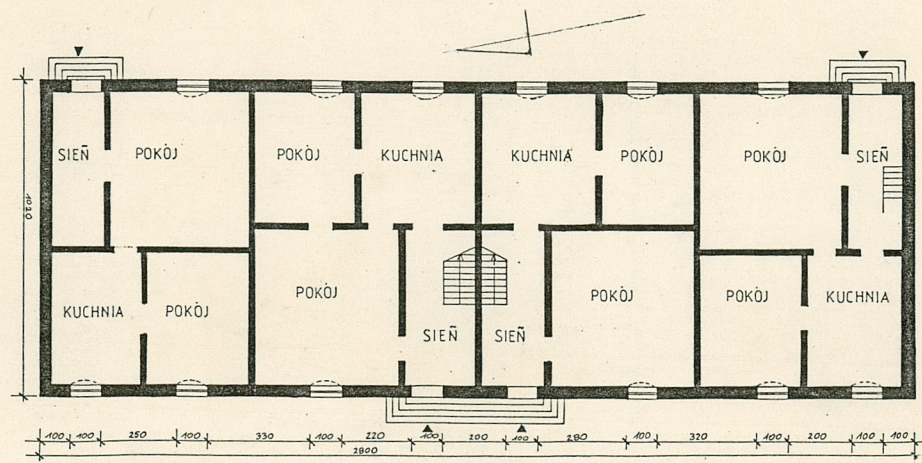 SIEŃ POKÓJ POKÓJ KUCHNIA KUCHNIA POKÓJ POKÓJ SIEŃ
1020
KUCHNIA POKÓJ POKÓJ SIEŃ SIEŃ POKÓJ POKÓJ KUCHNIA
100 100 250 100 330 100 220 100 200 100 280 100 320 100 200 100 100
2800